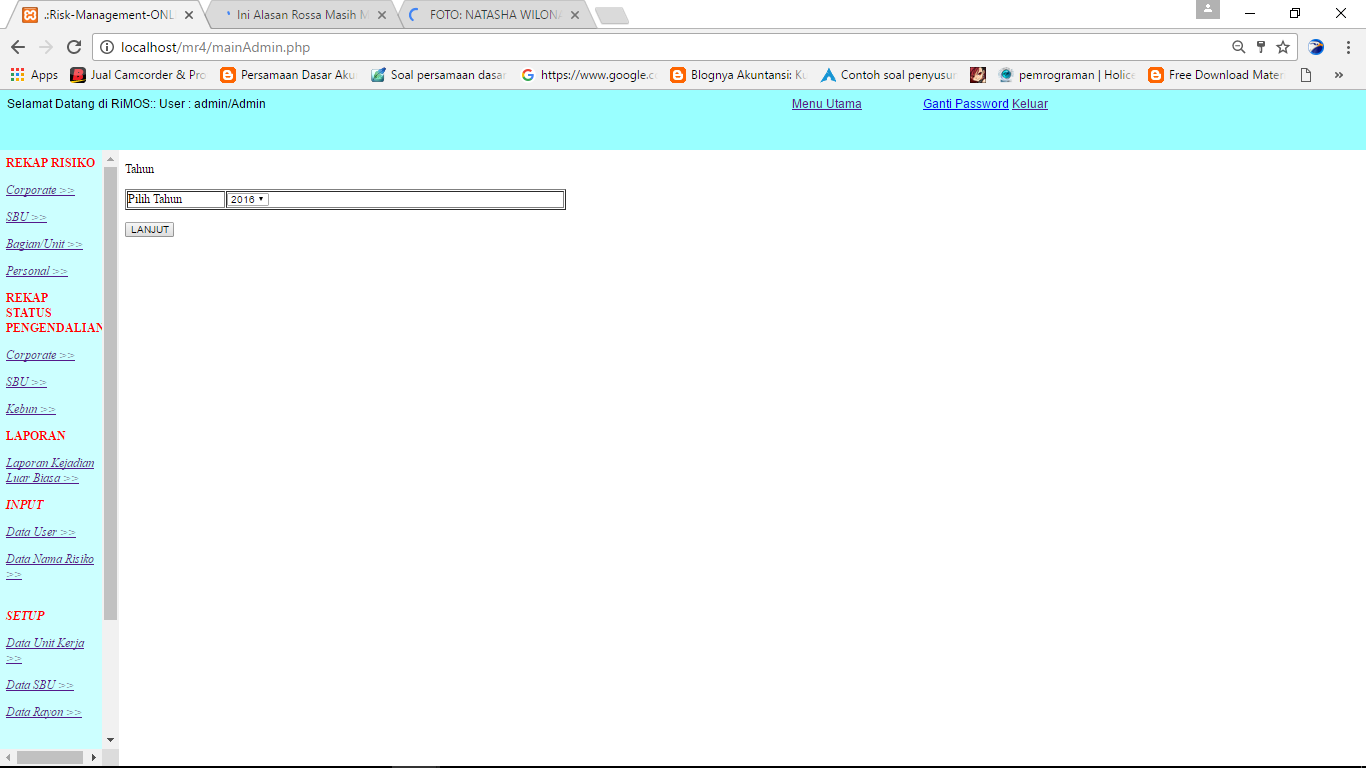 .:Risk-Management-ONL
Ini Alasan Rossa Masih M
FOTO: NATASHA WILONA
localhost/mr4/mainAdmin.php
Apps
Jual Camcorder & Pro
Persamaan Dasar Aku
Soal persamaan dasar
https://www.google.co
Blognya Akuntansi: Ku
Contoh soal penyusun
pemrograman | Holice
Free Download Mater
»
Selamat Datang di RiMOS:: User : admin/Admin
Menu Utama
Ganti Password Keluar
REKAP RISIKO
Corporate >>
SBU >>
Bagian/Unit >>
Personal >>
REKAP
STATUS
PENGENDALIAN
Corporate >>
SBU >>
Kebun >>
LAPORAN
Laporan Kejadian
Luar Biasa >>
INPUT
Data User >>
Data Nama Risiko
>>
SETUP
Data Unit Kerja
>>
Data SBU >>
Data Rayon >>
Tahun
Pilih Tahun 2016
LANJUT